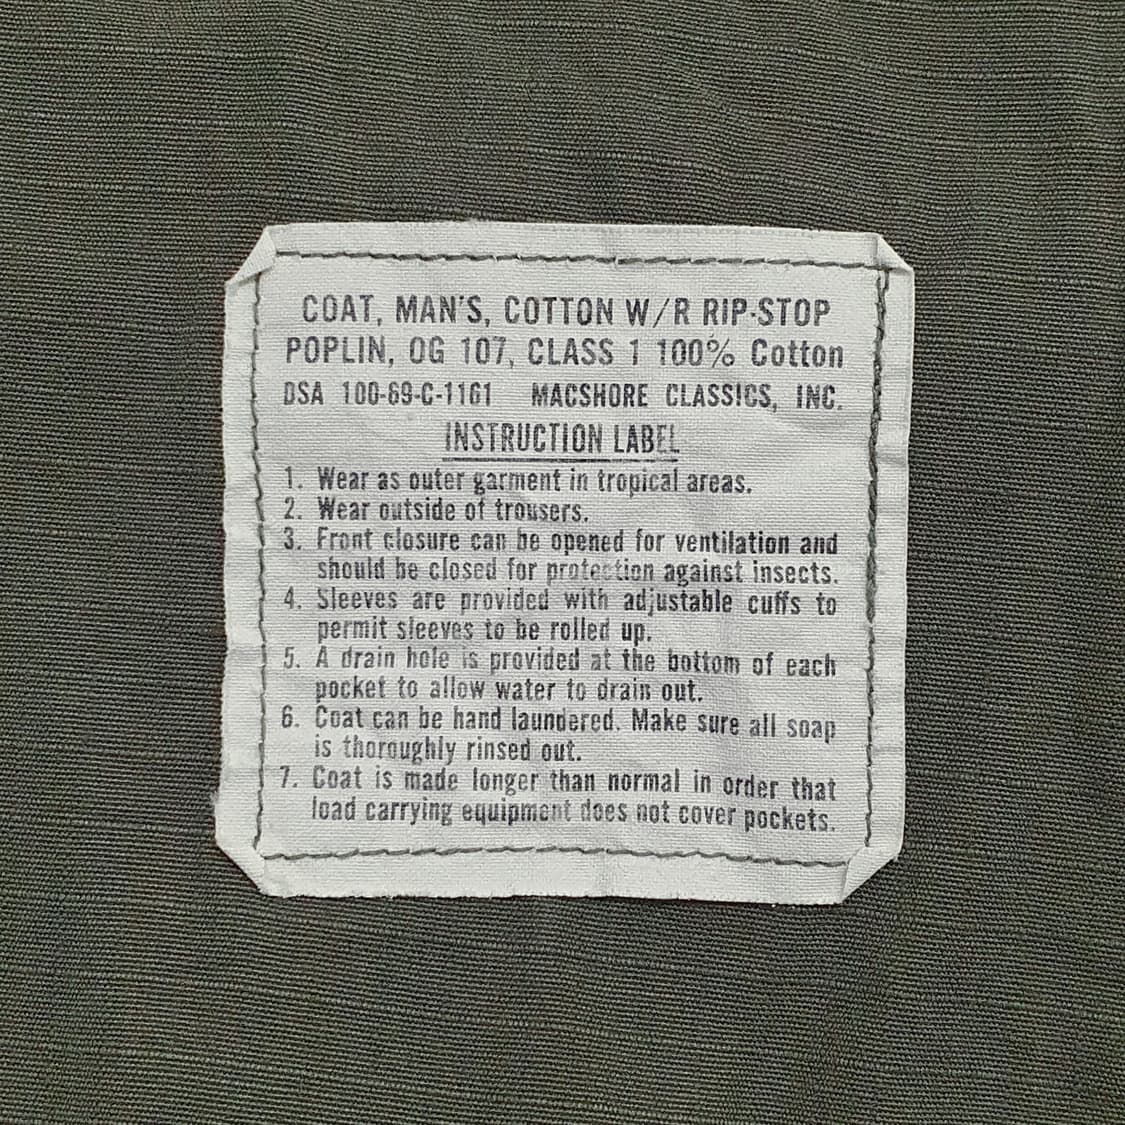 COAT, MAN'S, COTTON W/R RIP-STOP
POPLIN, OG 107, CLASS 1 100% Cotton
DSA 100-69-C-1161 MACSHORE CLASSICS, INC.
INSTRUCTION LABEL
1. Wear as outer garment in tropical areas.
2. Wear outside of trousers.
3. Front closure can be opened for ventilation and
should be closed for protection against insects.
4. Sleeves are provided with adjustable cuffs to
permit sleeves to be rolled up.
5. A drain hole is provided at the bottom of each
pocket to allow water to drain out.
6. Coat can be hand laundered. Make sure all soap
is thoroughly rinsed out.
7. Coat is made longer than normal in order that
load carrying equipment does not cover pockets.